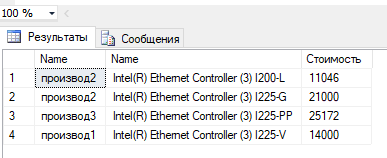 100 %
Результаты Сообщения
Name Name Стоимость
1 производ2 Intel(R) Ethernet Controller (3) I200-L 11046
2 производ2 Intel(R) Ethernet Controller (3) I225-G 21000
3 производ3 Intel(R) Ethernet Controller (3) I225-PP 25172
4 производ1 Intel(R) Ethernet Controller (3) I225-V 14000